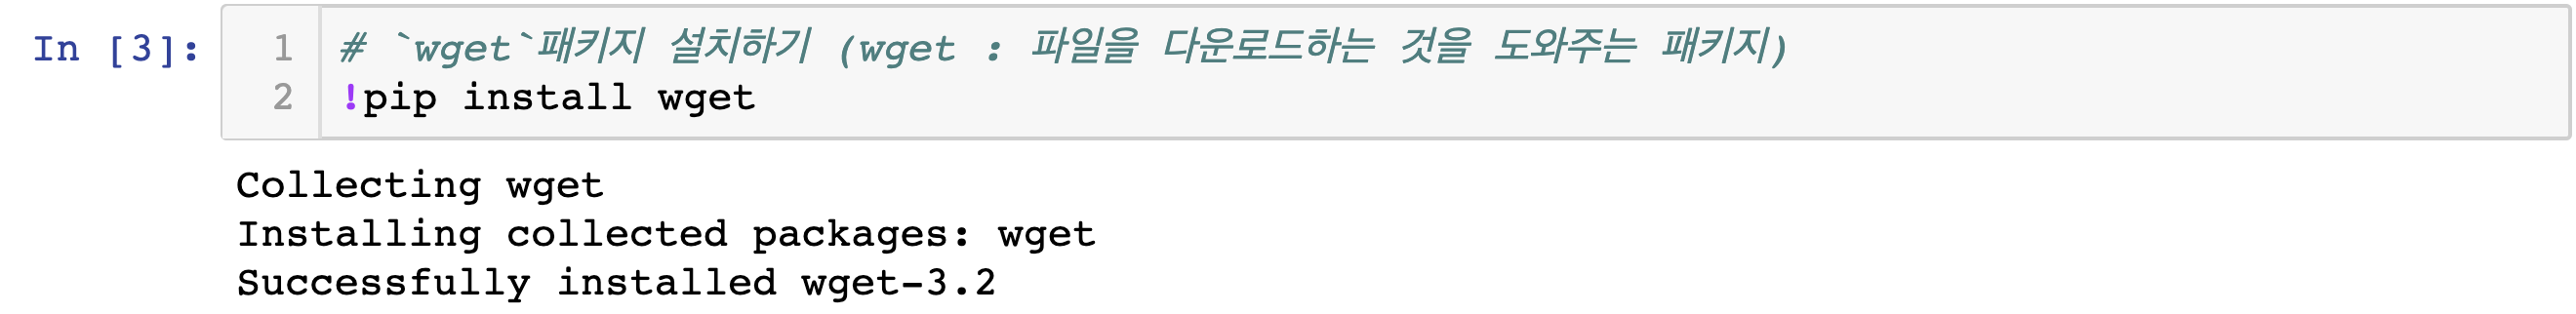 In [3]:
1 # `wget`패키지 설치하기 (wget : 파일을 다운로드하는 것을 도와주는 패키지)
2 !pip install wget
Collecting wget
Installing collected packages: wget
Successfully installed wget-3.2